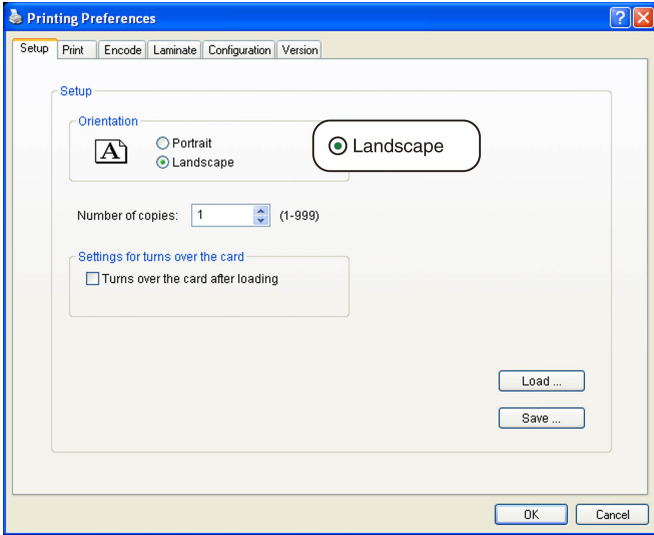 Printing Preferences
Setup Print Encode Laminate Configuration Version
Setup
Orientation
A
Portrait
Landscape
Landscape
Number of copies: 1 (1-999)
Settings for turns over the card
Turns over the card after loading
Load ...
Save ...
OK Cancel